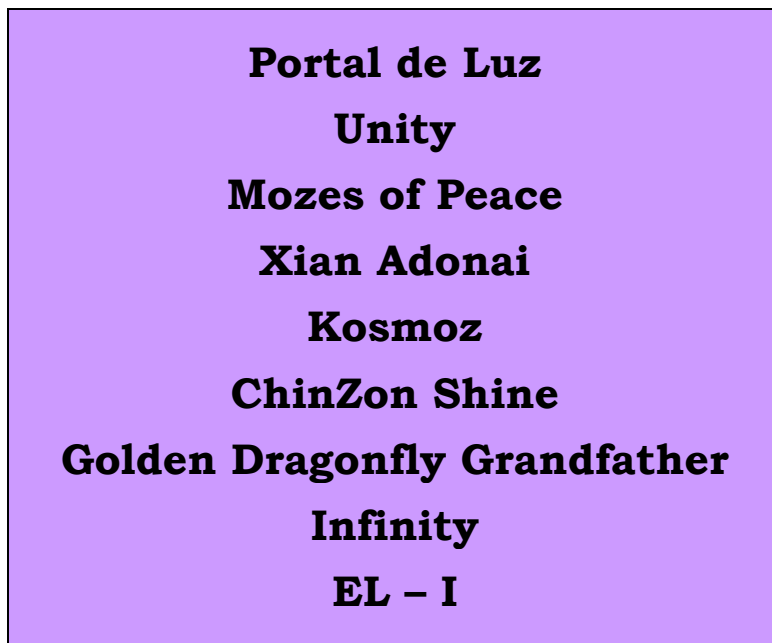 Portal de Luz
Unity
Mozes of Peace
Xian Adonai
Kosmoz
ChinZon Shine
Golden Dragonfly Grandfather
Infinity
EL – I